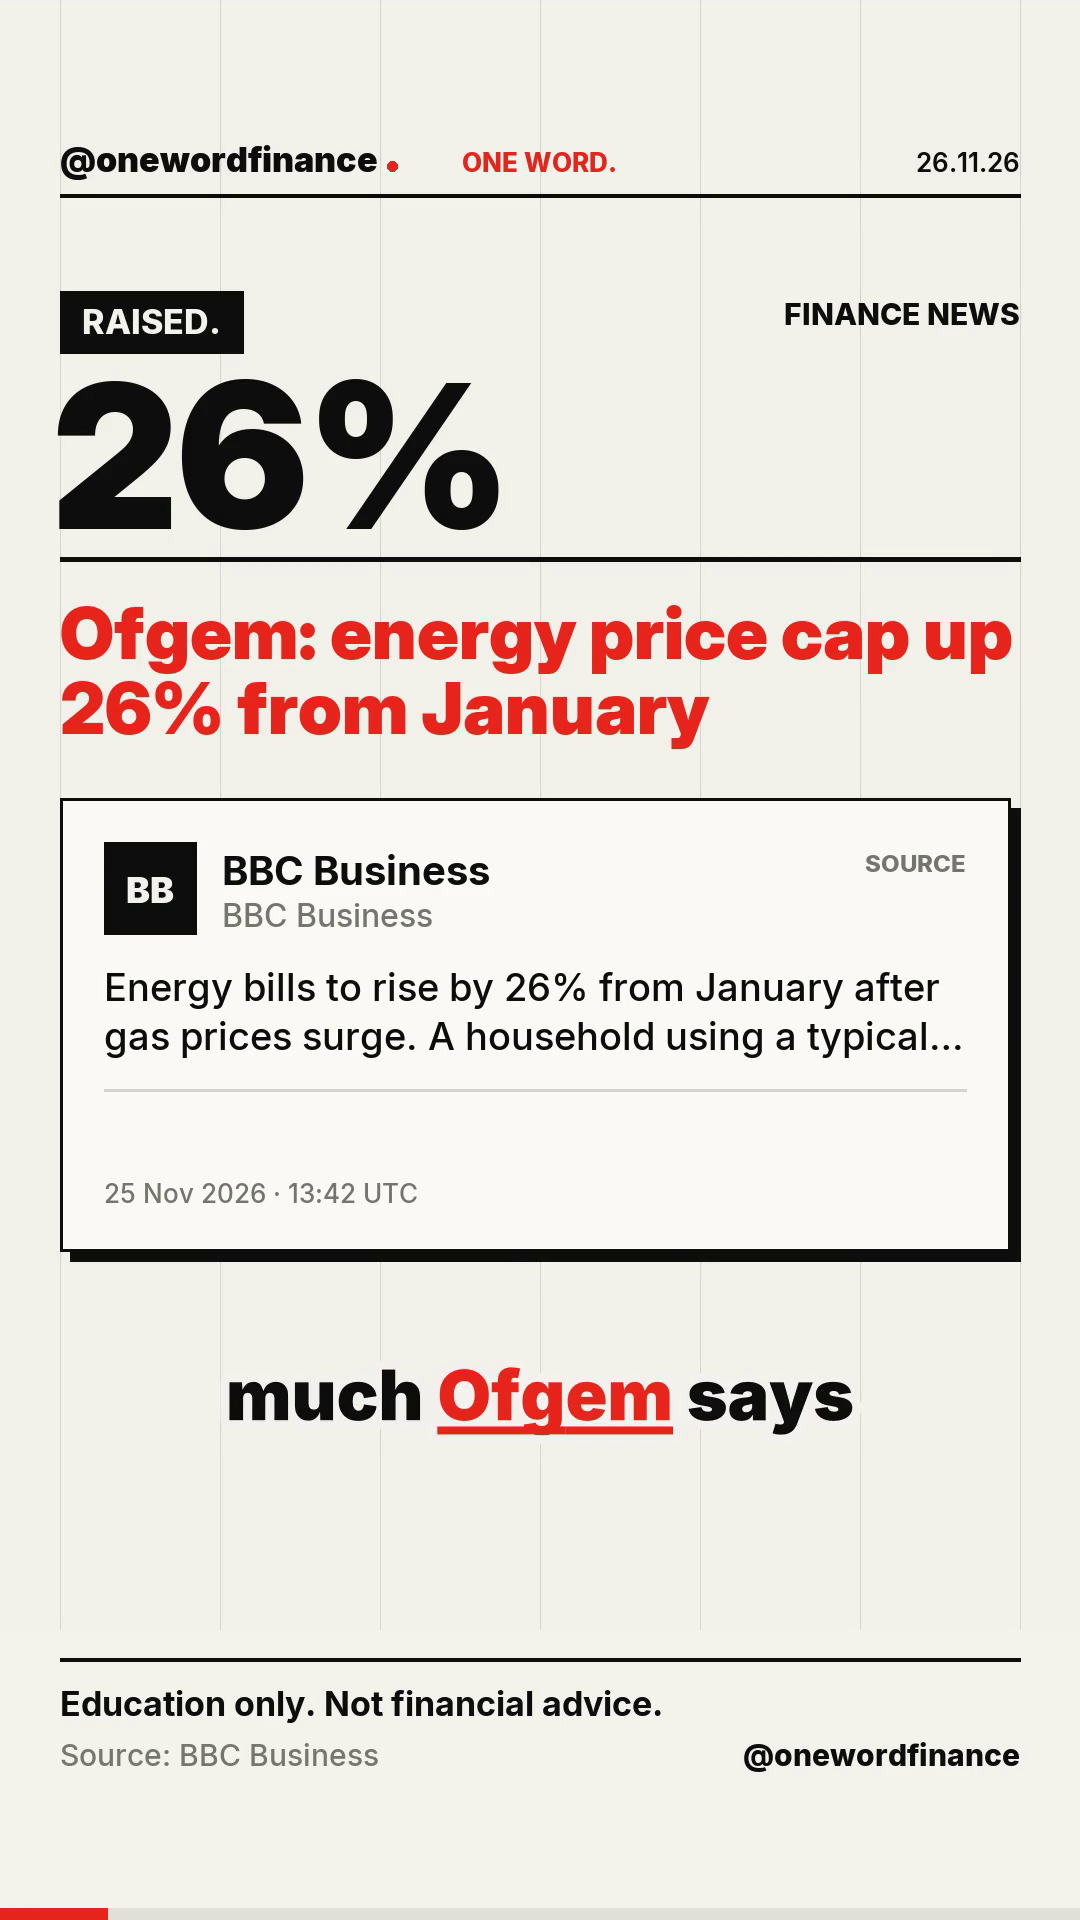 @onewordfinance
ONE WORD.
26.11.26
RAISED.
FINANCE NEWS
26%
Ofgem: energy price cap up
26% from January
BB
BBC Business
SOURCE
BBC Business
Energy bills to rise by 26% from January after
gas prices surge. A household using a typical…
25 Nov 2026 · 13:42 UTC
much Ofgem says
Education only. Not financial advice.
Source: BBC Business
@onewordfinance